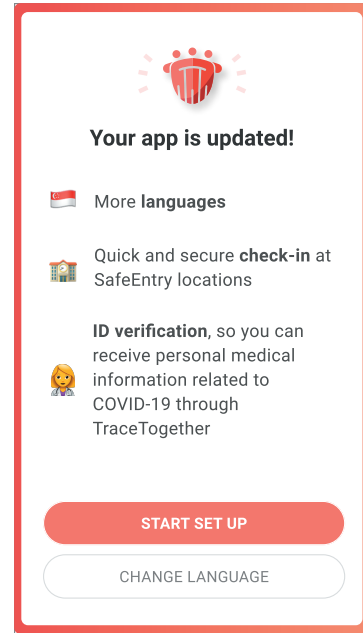 Your app is updated!
More languages
Quick and secure check-in at
SafeEntry locations
ID verification, so you can
receive personal medical
information related to
COVID-19 through
TraceTogether
START SET UP
CHANGE LANGUAGE